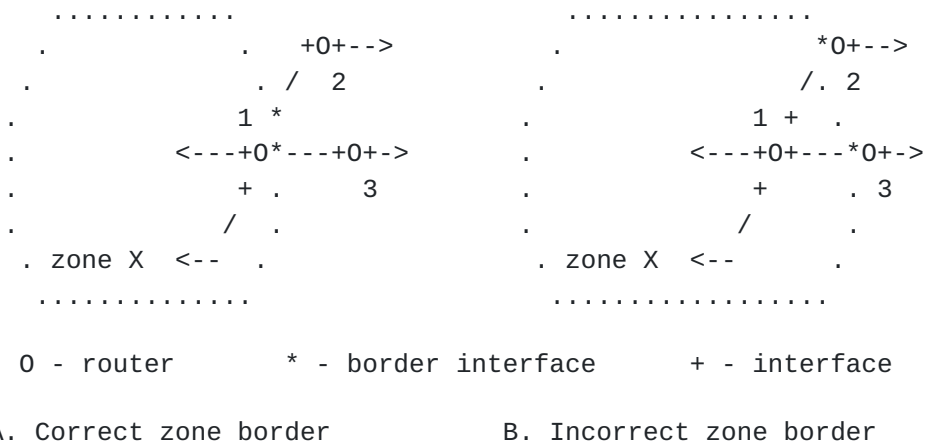 ............ ................
. . +O+--> . *O+-->
. . / 2 . /. 2
. 1 * . 1 + .
. <---+O*---+O+-> . <---+O+---*O+->
. + . 3 . + . 3
. / . . / .
. zone X <-- . . zone X <-- .
.............. ..................
O - router * - border interface + - interface
A. Correct zone border B. Incorrect zone border